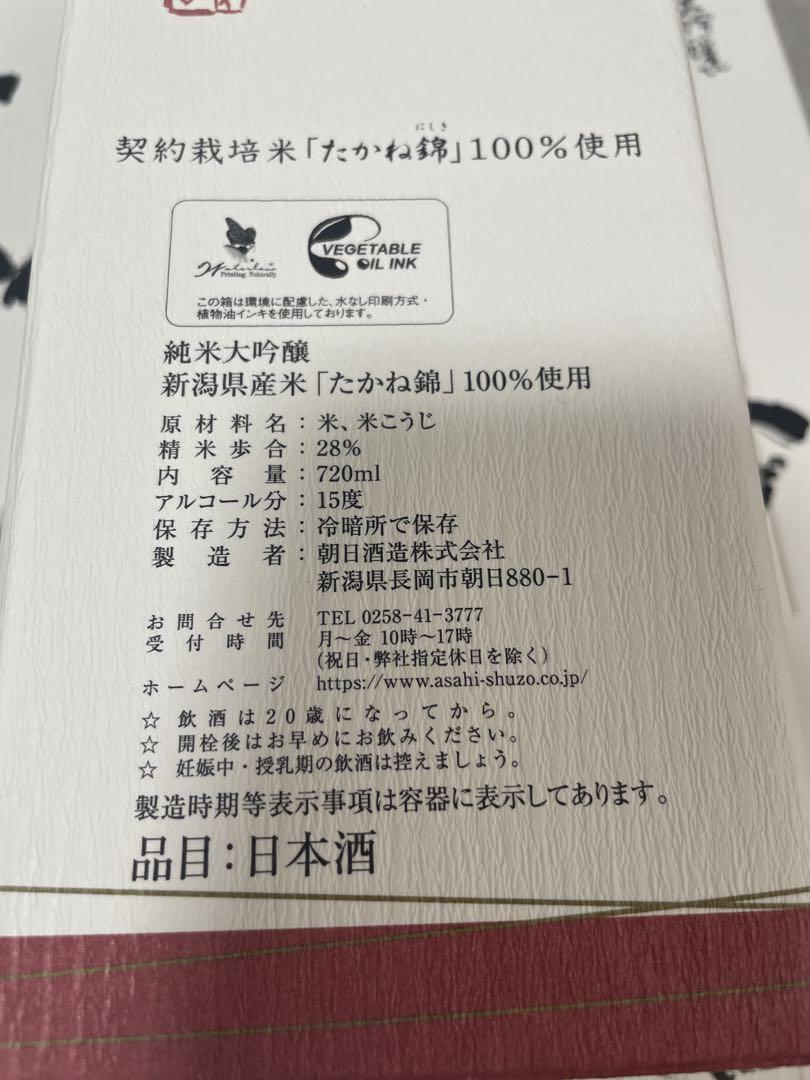 契約栽培米「たかね錦」100%使用
にしき
Waterless
Printing. Naturally.
VEGETABLE
OIL INK
この箱は環境に配慮した、水なし印刷方式・
植物油インキを使用しております。
純米大吟醸
新潟県産米「たかね錦」100%使用
原材料名：米、米こうじ
精米歩合：28%
内容量：720ml
アルコール分：15度
保存方法：冷暗所で保存
製造者：朝日酒造株式会社
新潟県長岡市朝日880-1
お問合せ先 TEL 0258-41-3777
受付時間 月～金 10時～17時
(祝日・弊社指定休日を除く)
ホームページ https://www.asahi-shuzo.co.jp/
☆ 飲酒は20歳になってから。
☆ 開栓後はお早めにお飲みください。
☆ 妊娠中・授乳期の飲酒は控えましょう。
製造時期等表示事項は容器に表示してあります。
品目：日本酒